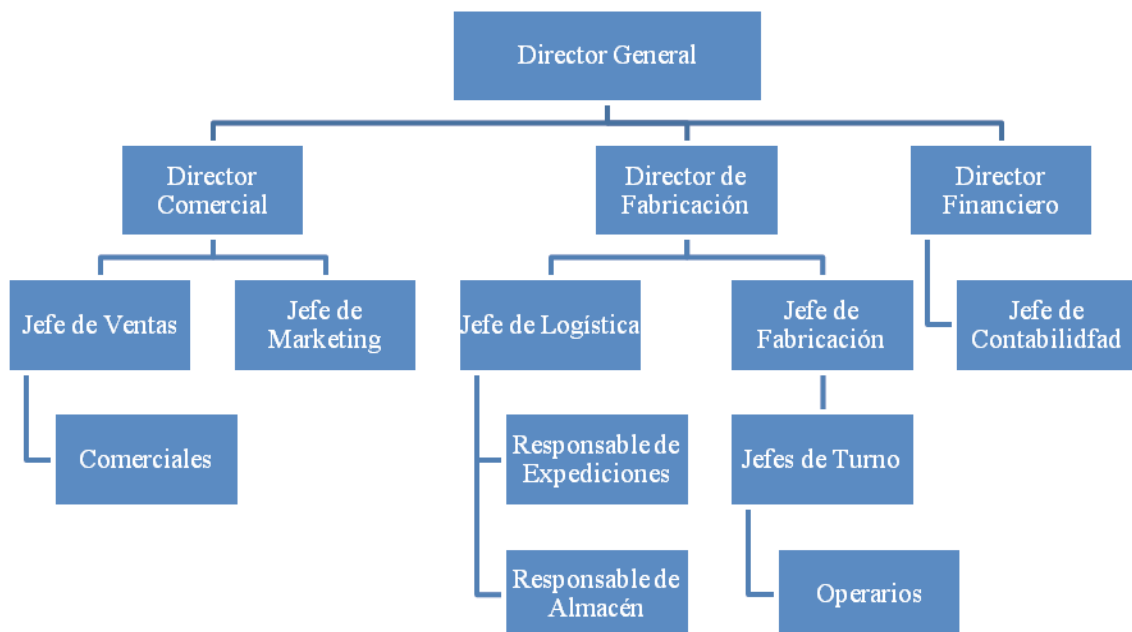 Director General
Director
Comercial
Director de
Fabricación
Director
Financiero
Jefe de Ventas
Jefe de
Marketing
Jefe de Logística
Jefe de
Fabricación
Jefe de
Contabilidfad
Comerciales
Responsable de
Expediciones
Jefes de Turno
Responsable de
Almacén
Operarios